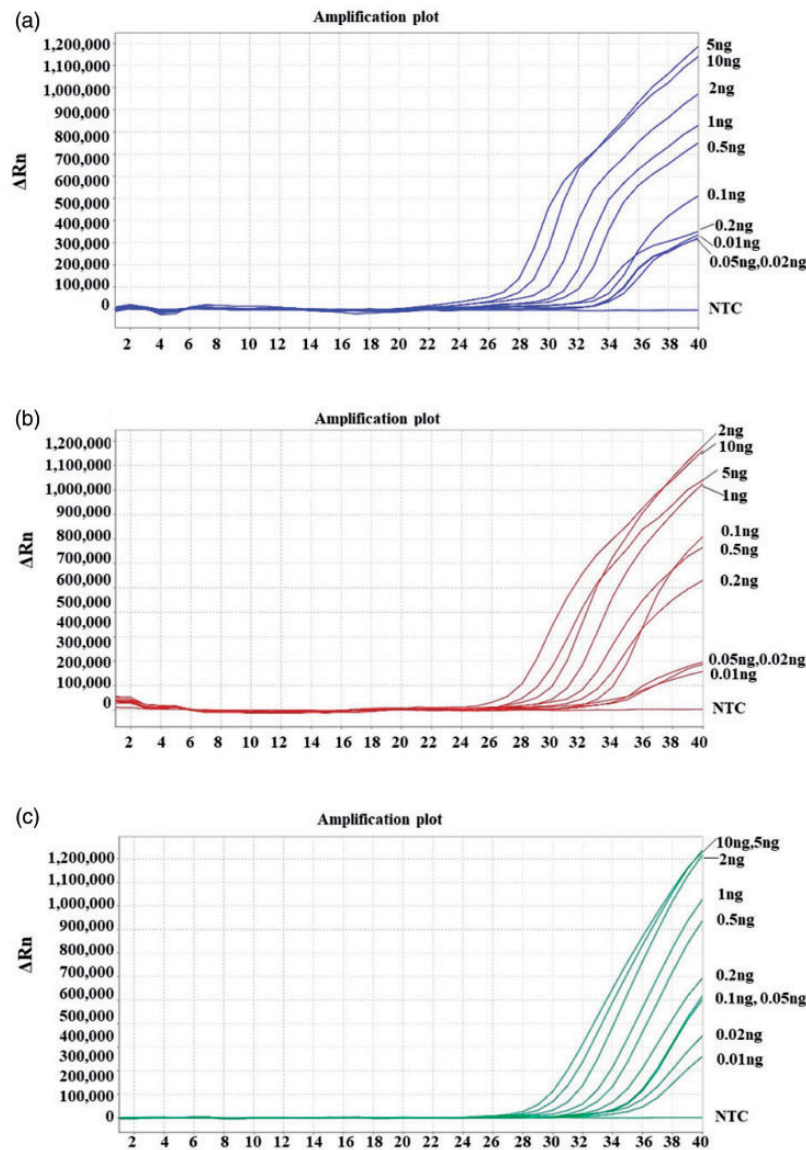 (a)
Amplification plot
1,200,000
1,100,000
1,000,000
900,000
800,000
700,000
600,000
500,000
400,000
300,000
200,000
100,000
0
ΔRn
5ng
10ng
2ng
1ng
0.5ng
0.1ng
0.2ng
0.01ng
0.05ng,0.02ng
NTC
2 4 6 8 10 12 14 16 18 20 22 24 26 28 30 32 34 36 38 40
(b)
Amplification plot
1,200,000
1,100,000
1,000,000
900,000
800,000
700,000
600,000
500,000
400,000
300,000
200,000
100,000
0
ΔRn
2ng
10ng
5ng
1ng
0.1ng
0.5ng
0.2ng
0.05ng,0.02ng
0.01ng
NTC
2 4 6 8 10 12 14 16 18 20 22 24 26 28 30 32 34 36 38 40
(c)
Amplification plot
1,200,000
1,100,000
1,000,000
900,000
800,000
700,000
600,000
500,000
400,000
300,000
200,000
100,000
0
ΔRn
10ng,5ng
2ng
1ng
0.5ng
0.2ng
0.1ng, 0.05ng
0.02ng
0.01ng
NTC
2 4 6 8 10 12 14 16 18 20 22 24 26 28 30 32 34 36 38 40